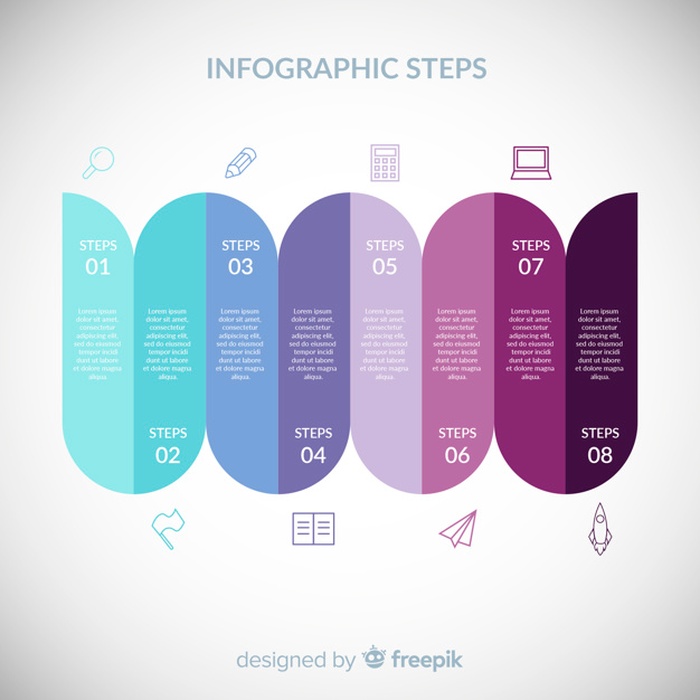 INFOGRAPHIC STEPS
STEPS
01
Lorem ipsum
dolor sit amet,
consectetur
adipiscing elit,
sed do eiusmod
tempor incidi
dunt ut labore
et dolore magna
aliqua.
Lorem ipsum
dolor sit amet,
consectetur
adipiscing elit,
sed do eiusmod
tempor incidi
dunt ut labore
et dolore magna
aliqua.
STEPS
02
STEPS
03
Lorem ipsum
dolor sit amet,
consectetur
adipiscing elit,
sed do eiusmod
tempor incidi
dunt ut labore
et dolore magna
aliqua.
Lorem ipsum
dolor sit amet,
consectetur
adipiscing elit,
sed do eiusmod
tempor incidi
dunt ut labore
et dolore magna
aliqua.
STEPS
04
STEPS
05
Lorem ipsum
dolor sit amet,
consectetur
adipiscing elit,
sed do eiusmod
tempor incidi
dunt ut labore
et dolore magna
aliqua.
Lorem ipsum
dolor sit amet,
consectetur
adipiscing elit,
sed do eiusmod
tempor incidi
dunt ut labore
et dolore magna
aliqua.
STEPS
06
STEPS
07
Lorem ipsum
dolor sit amet,
consectetur
adipiscing elit,
sed do eiusmod
tempor incidi
dunt ut labore
et dolore magna
aliqua.
Lorem ipsum
dolor sit amet,
consectetur
adipiscing elit,
sed do eiusmod
tempor incidi
dunt ut labore
et dolore magna
aliqua.
STEPS
08
designed by freepik